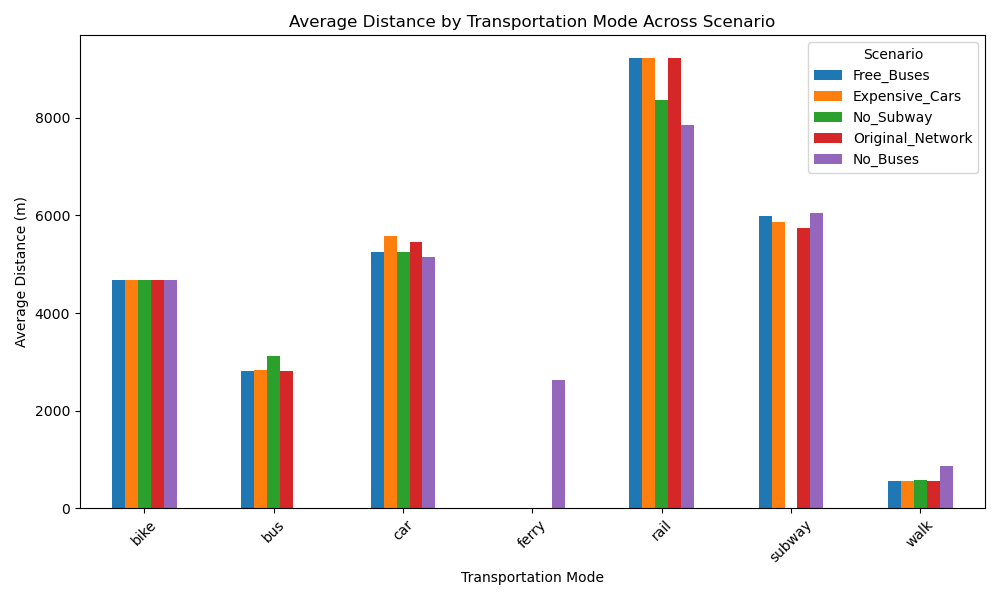 Average Distance by Transportation Mode Across Scenario
Scenario
Free_Buses
Expensive_Cars
No_Subway
Original_Network
No_Buses
Average Distance (m)
8000
6000
4000
2000
0
bike
bus
car
ferry
rail
subway
walk
Transportation Mode